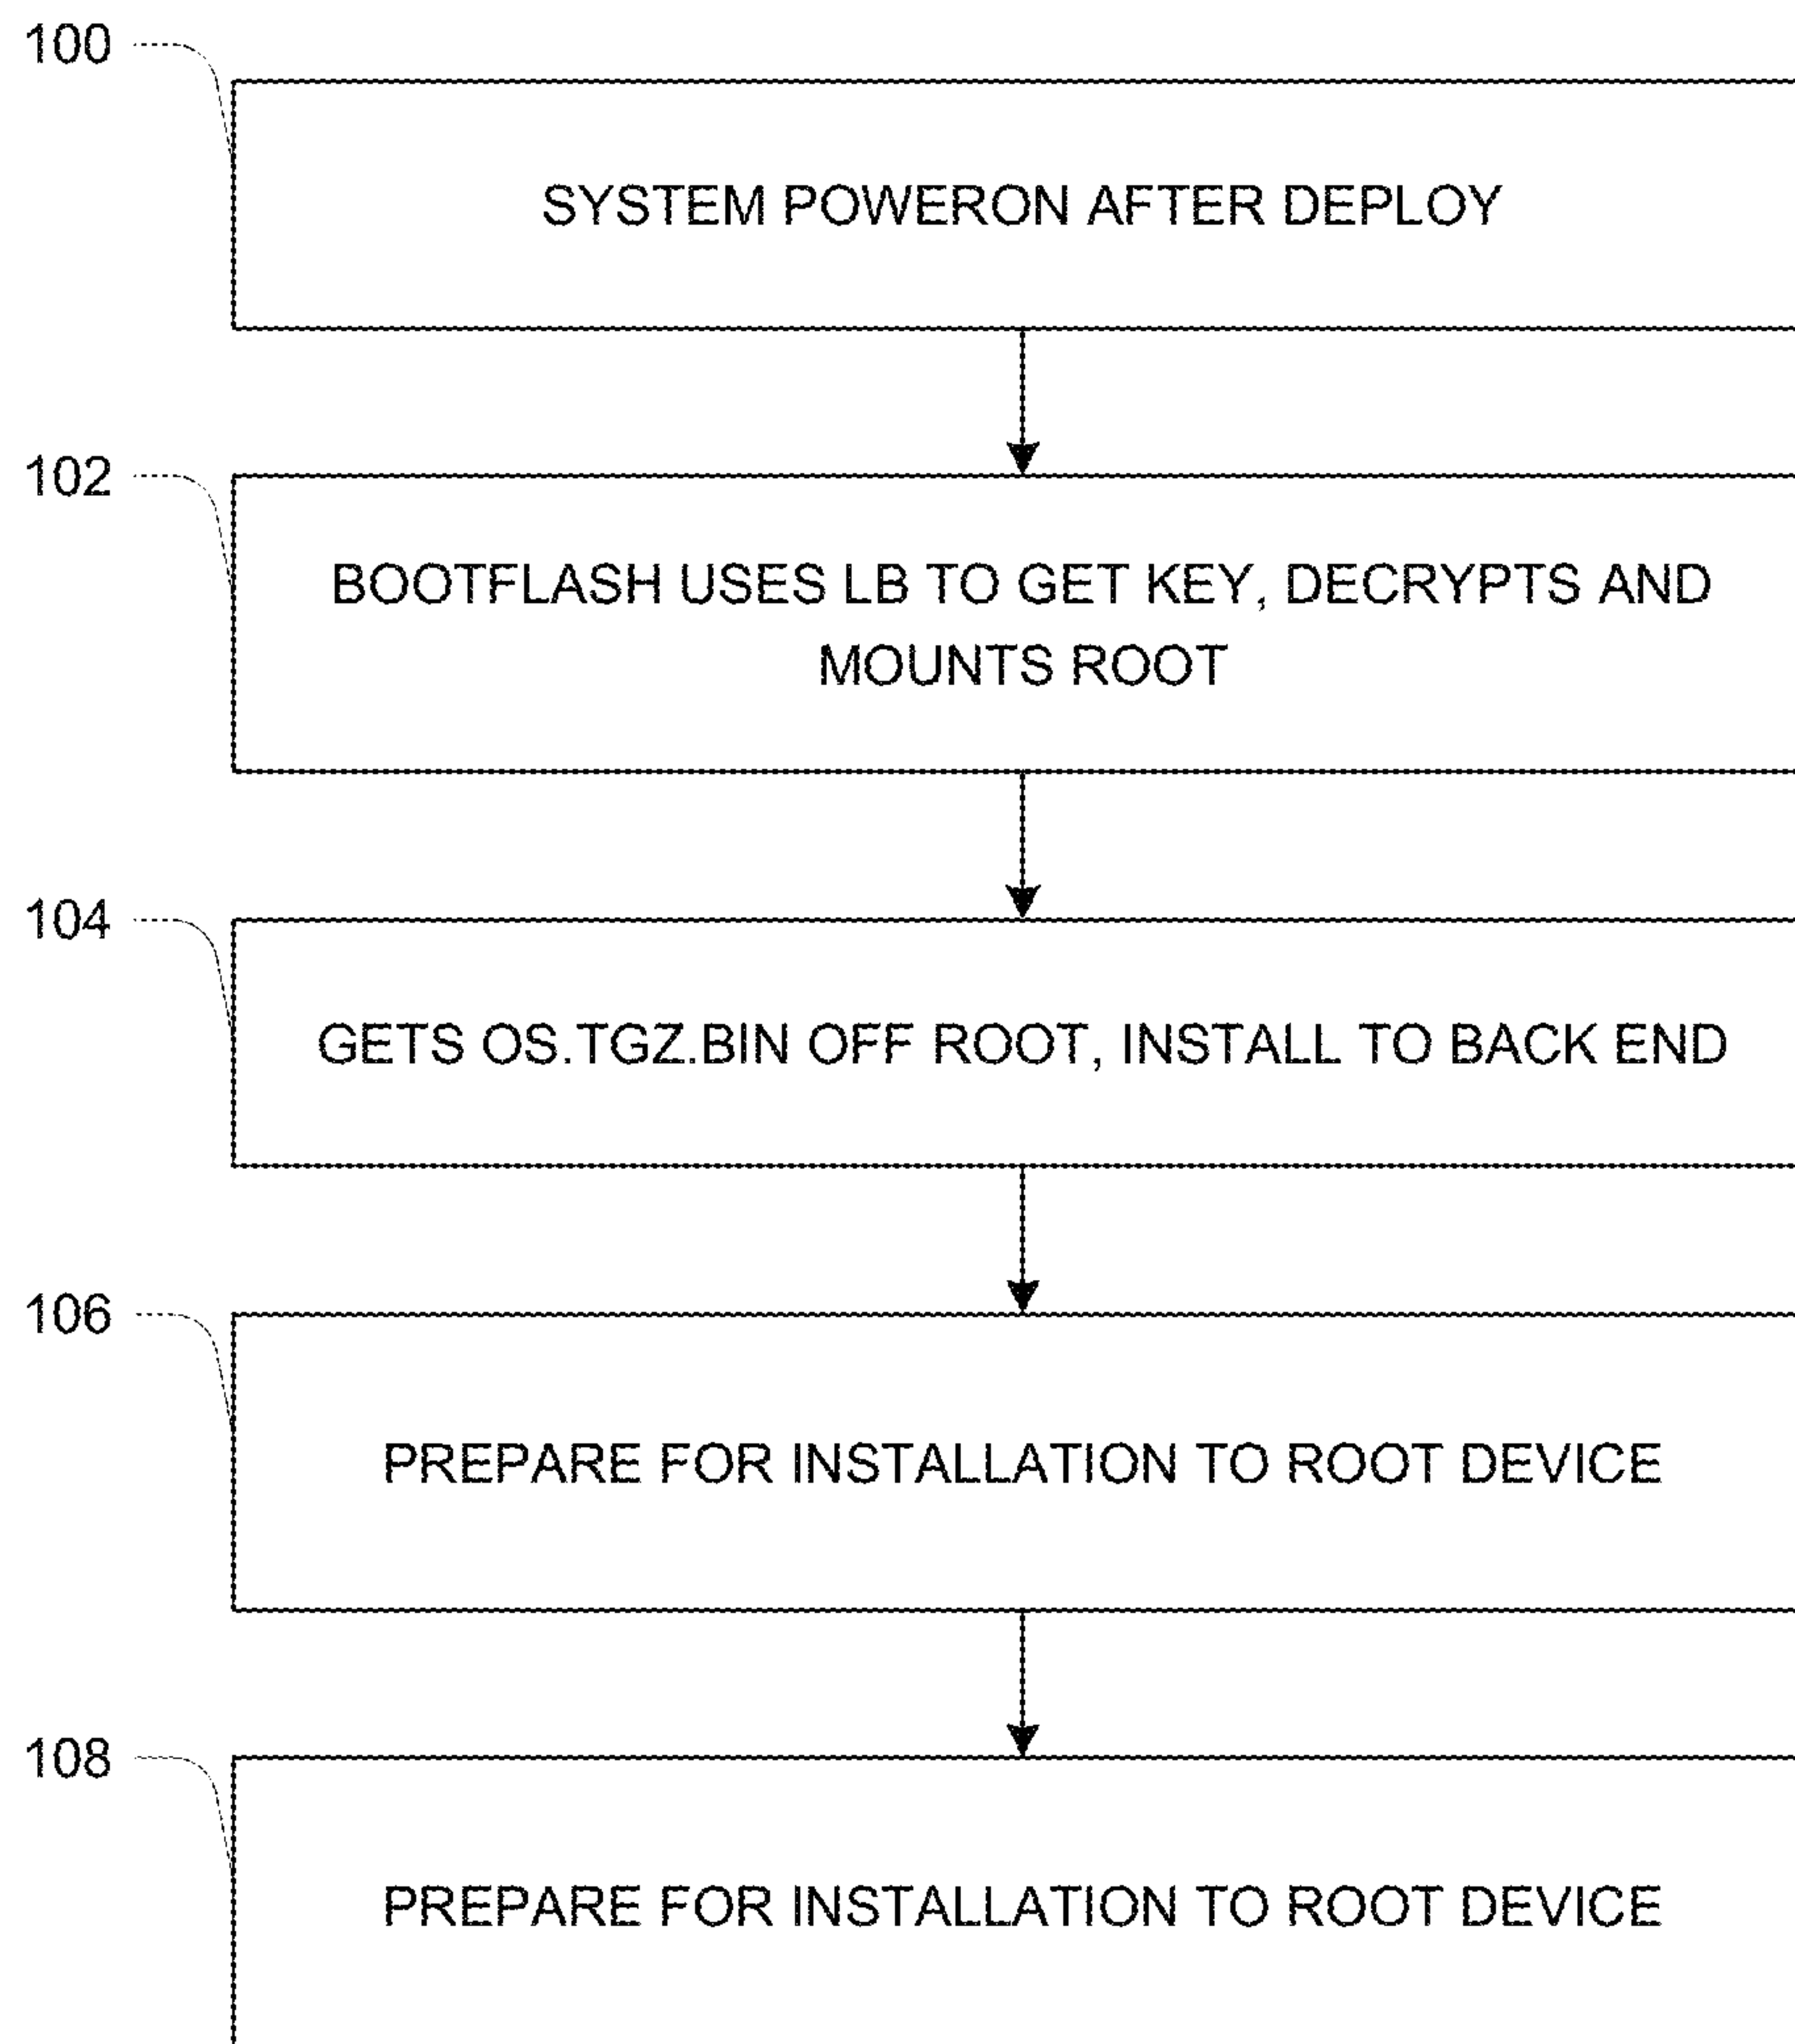 100
SYSTEM POWERON AFTER DEPLOY
102
BOOTFLASH USES LB TO GET KEY, DECRYPTS AND
MOUNTS ROOT
104
GETS OS.TGZ.BIN OFF ROOT, INSTALL TO BACK END
106
PREPARE FOR INSTALLATION TO ROOT DEVICE
108
PREPARE FOR INSTALLATION TO ROOT DEVICE